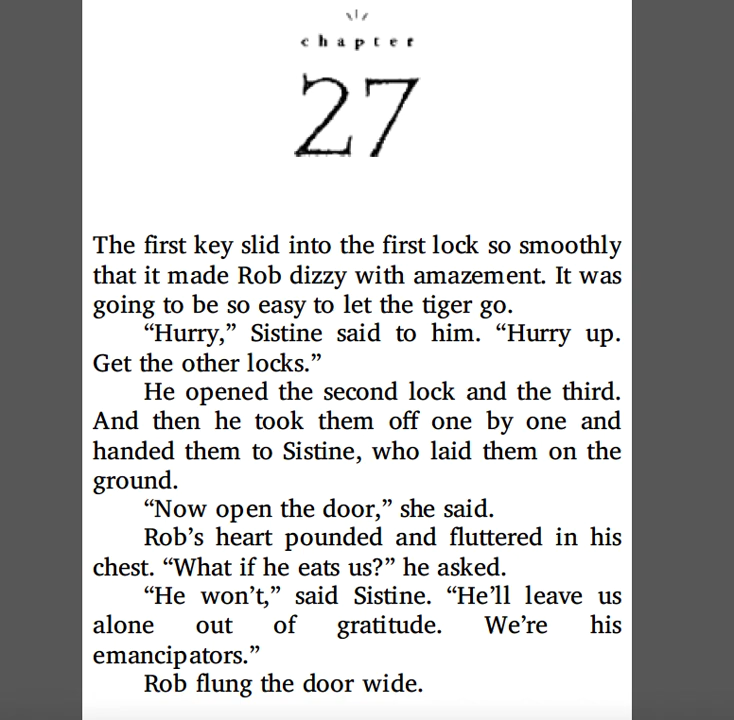 chapter
27
The first key slid into the first lock so smoothly
that it made Rob dizzy with amazement. It was
going to be so easy to let the tiger go.
“Hurry,” Sistine said to him. “Hurry up.
Get the other locks.”
He opened the second lock and the third.
And then he took them off one by one and
handed them to Sistine, who laid them on the
ground.
“Now open the door,” she said.
Rob’s heart pounded and fluttered in his
chest. “What if he eats us?” he asked.
“He won’t,” said Sistine. “He’ll leave us
alone out of gratitude. We’re his
emancipators.”
Rob flung the door wide.